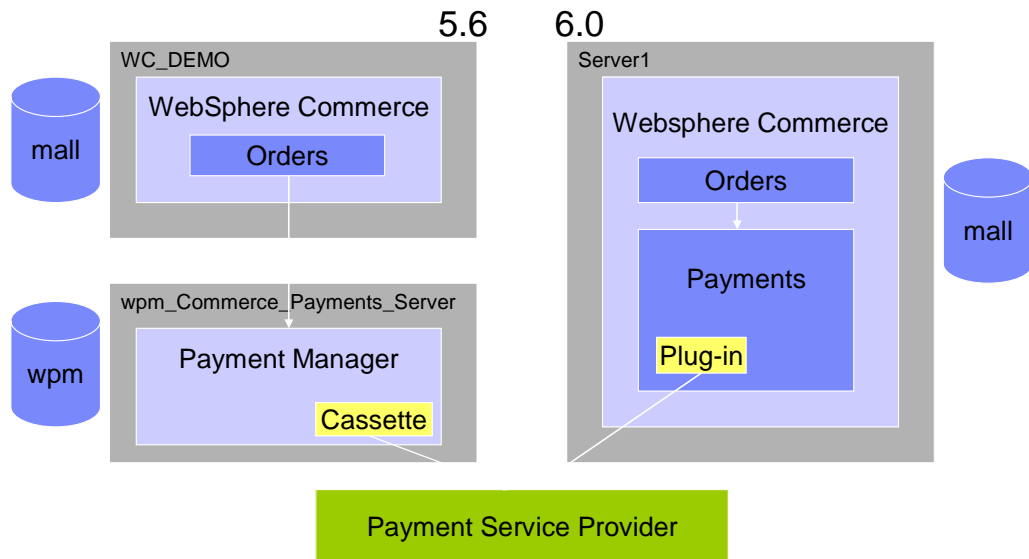 5.6
6.0
WC_DEMO
WebSphere Commerce
Orders
mall
wpm_Commerce_Payments_Server
Payment Manager
Cassette
wpm
Server1
Websphere Commerce
Orders
Payments
Plug-in
mall
Payment Service Provider